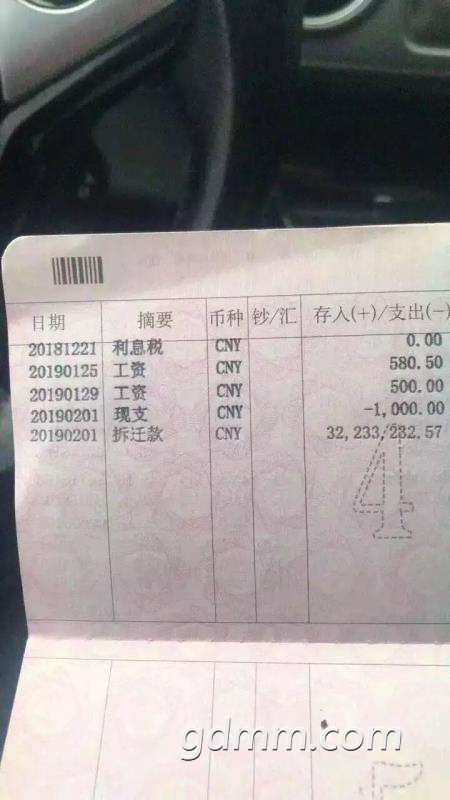 日期 摘要 币种 钞/汇 存入(+)/支出(-)
20181221 利息税 CNY 0.00
20190125 工资 CNY 580.50
20190129 工资 CNY 500.00
20190201 现支 CNY -1,000.00
20190201 拆迁款 CNY 32,233,232.57
4
gdmm.com
5